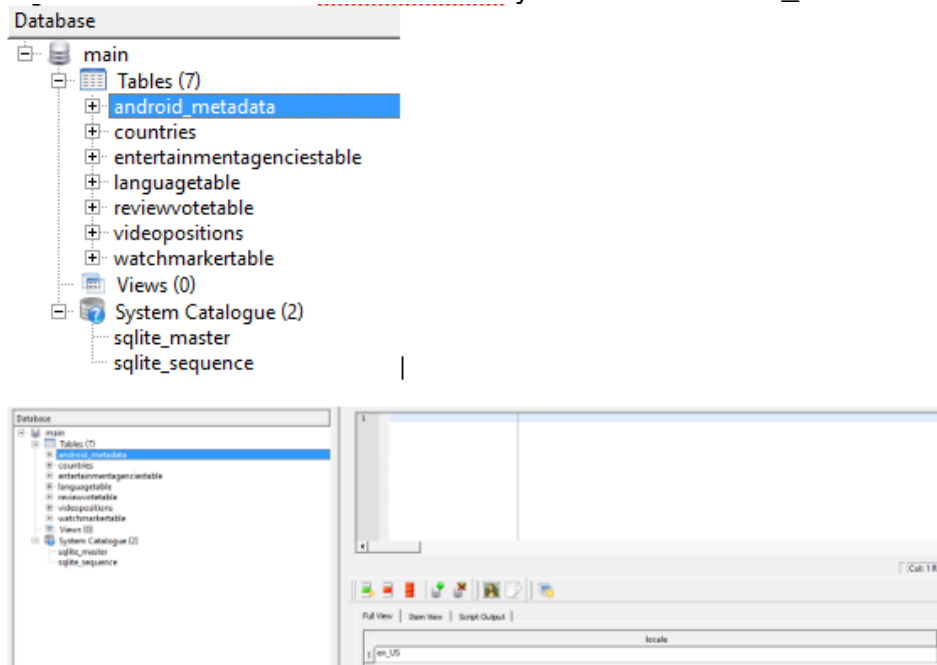 Database
main
Tables (7)
android_metadata
countries
entertainmentagenciestable
languagetable
reviewvotetable
videopositions
watchmarkertable
Views (0)
System Catalogue (2)
sqlite_master
sqlite_sequence
Database
main
Tables (7)
android_metadata
countries
entertainmentagenciestable
languagetable
reviewvotetable
videopositions
watchmarkertable
Views (0)
System Catalogue (2)
sqlite_master
sqlite_sequence
1
Col: 1 R
Full View Item View Script Output
locale
1 en_US